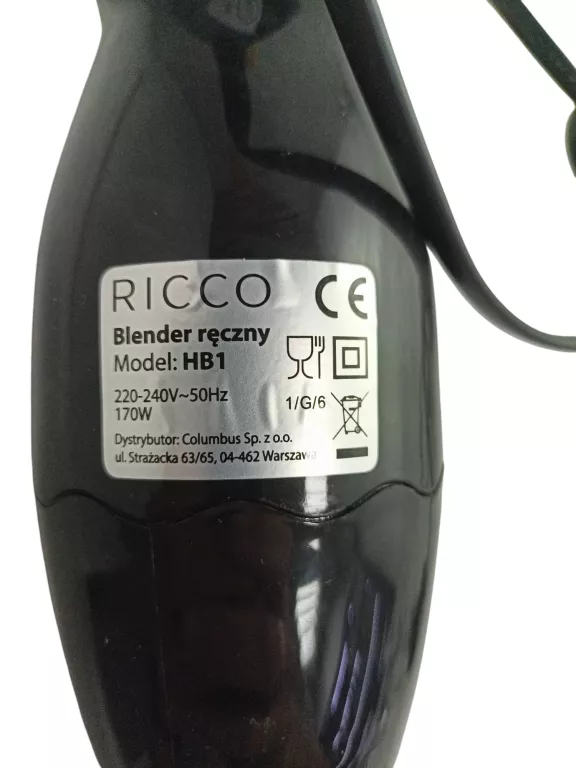 RICCO CE
Blender ręczny
Model: HB1
220-240V~50Hz
170W
1/G/6
Dystrybutor: Columbus Sp. z o.o.
ul. Strażacka 63/65, 04-462 Warszawa